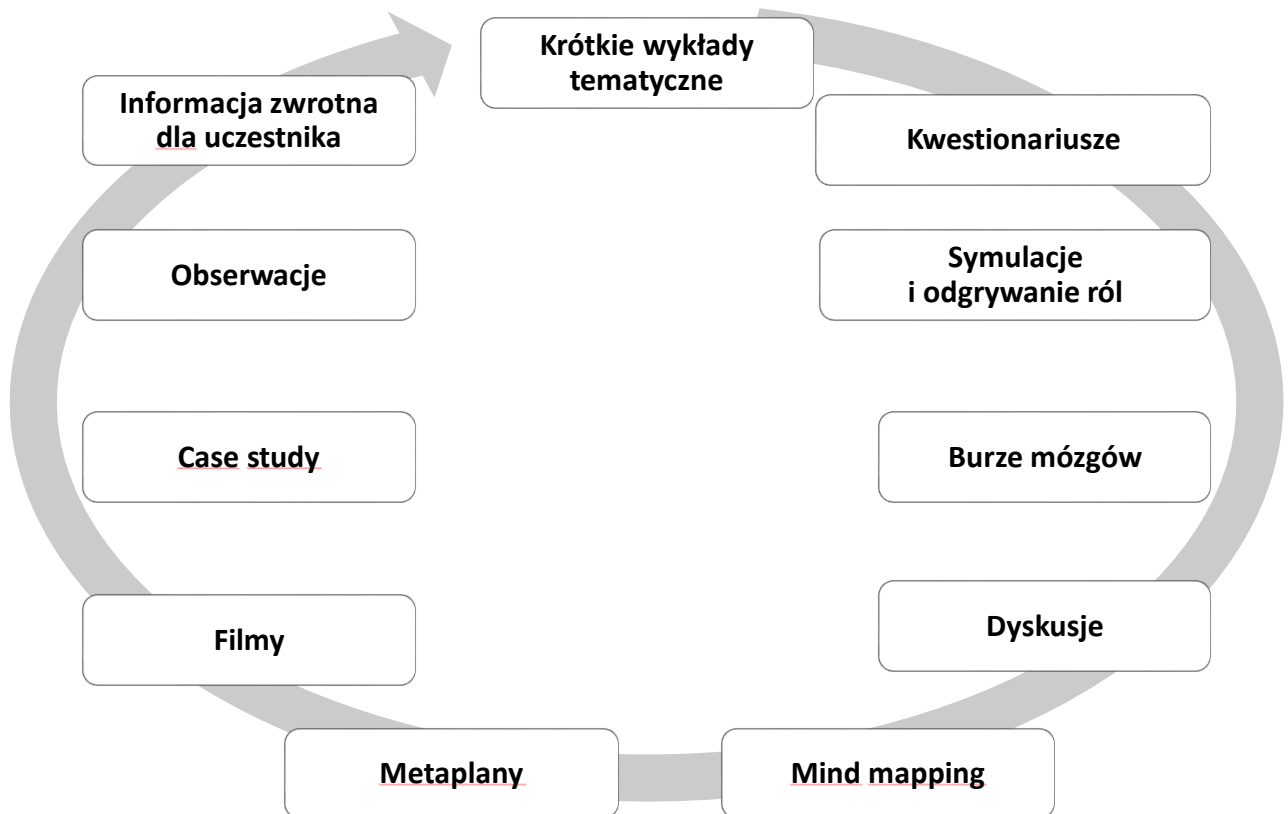 Krótkie wykłady
tematyczne
Kwestionariusze
Symulacje
i odgrywanie ról
Burze mózgów
Dyskusje
Mind mapping
Metaplany
Filmy
Case study
Obserwacje
Informacja zwrotna
dla uczestnika